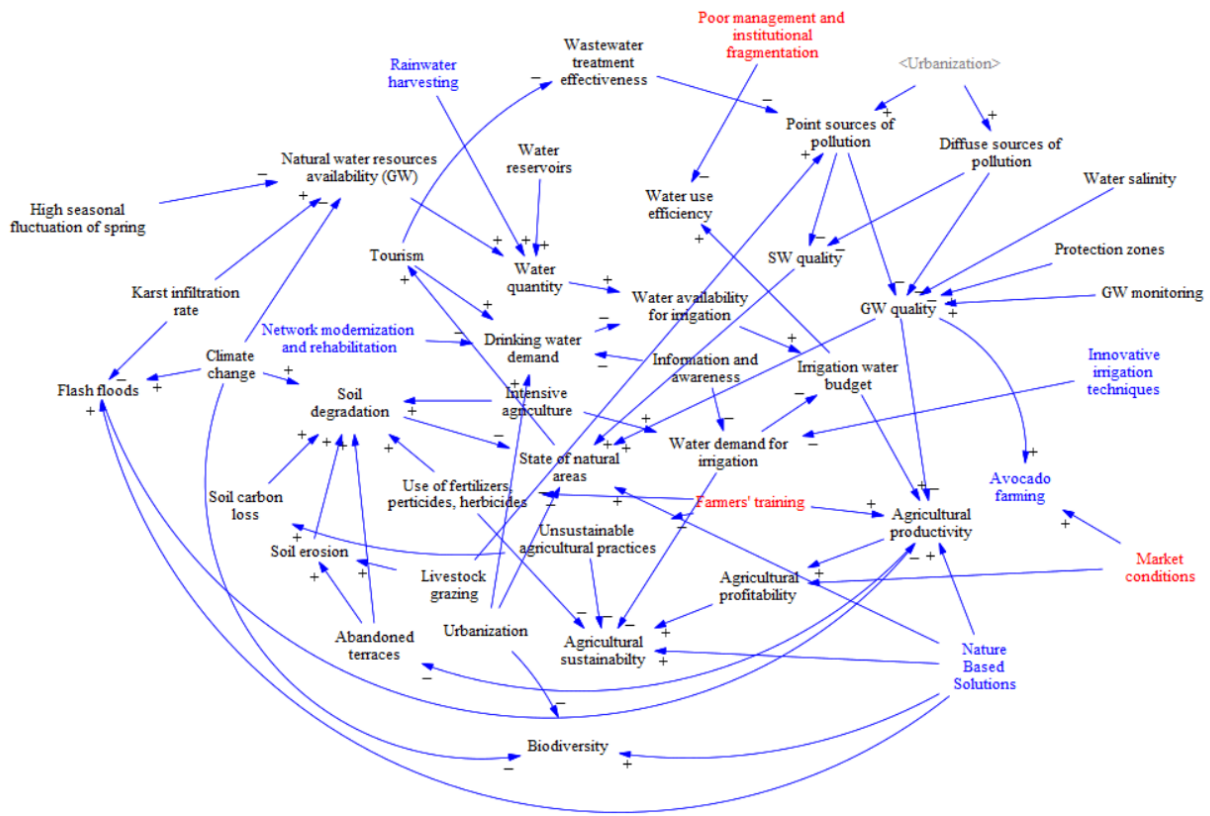 Poor management and
institutional
fragmentation
Wastewater
treatment
effectiveness
Rainwater
harvesting
<Urbanization>
Point sources of
pollution
Diffuse sources of
pollution
Water
reservoirs
Natural water resources
availability (GW)
Water use
efficiency
Water salinity
High seasonal
fluctuation of spring
Tourism
SW quality
Protection zones
Water
quantity
Karst infiltration
rate
Water availability
for irrigation
GW quality
GW monitoring
Network modernization
and rehabilitation
Drinking water
demand
Climate
change
Information and
awareness
Irrigation water
budget
Innovative
irrigation
techniques
Flash floods
Soil
degradation
Intensive
agriculture
Water demand for
irrigation
State of natural
areas
Use of fertilizers,
perticides, herbicides
Avocado
farming
Soil carbon
loss
Farmers' training
Agricultural
productivity
Unsustainable
agricultural practices
Soil erosion
Market
conditions
Livestock
grazing
Agricultural
profitability
Urbanization
Abandoned
terraces
Agricultural
sustainabilty
Nature
Based
Solutions
Biodiversity